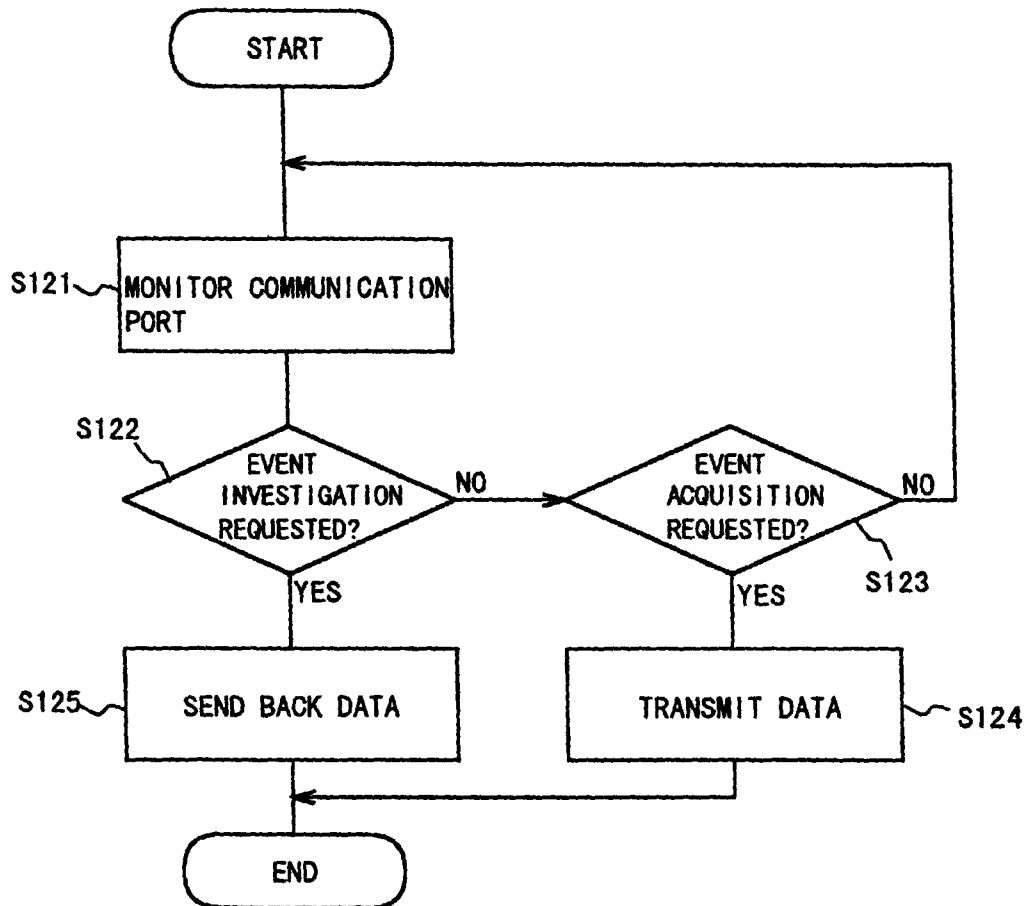 START
S121
MONITOR COMMUNICATION
PORT
S122
EVENT
INVESTIGATION
REQUESTED?
NO
EVENT
ACQUISITION
REQUESTED?
NO
S123
YES
YES
S125
SEND BACK DATA
TRANSMIT DATA
S124
END